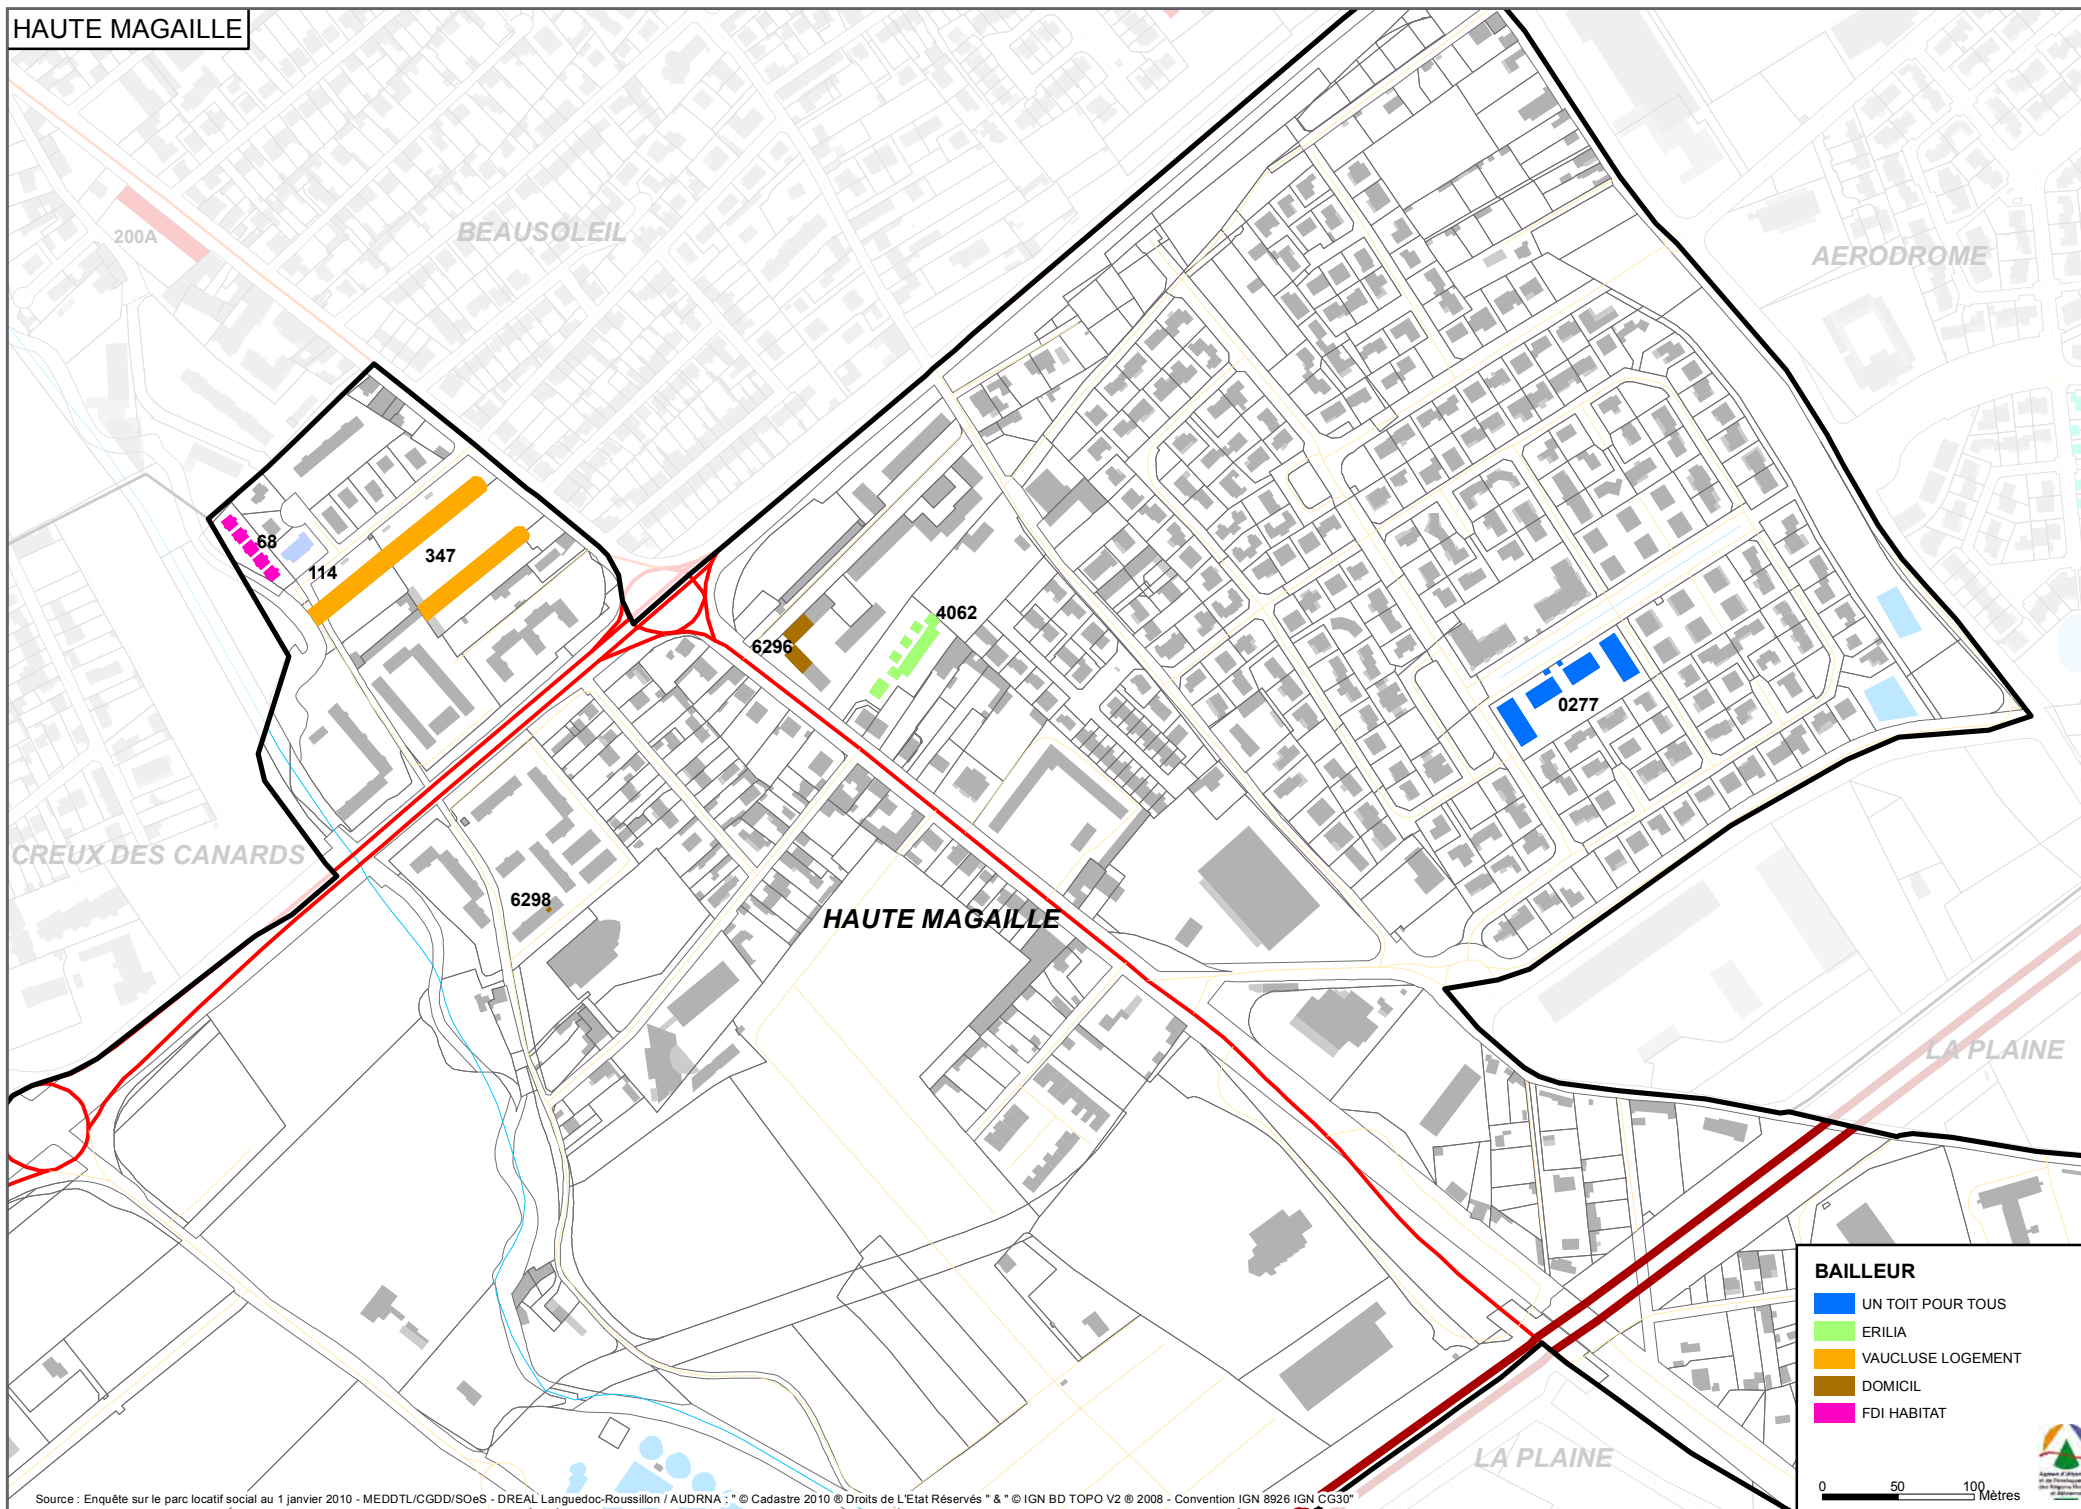 HAUTE MAGAILLE
200A
BEAUSOLEIL
AERODROME
68
114
347
4062
6296
0277
CREUX DES CANARDS
6298
HAUTE MAGAILLE
LA PLAINE
BAILLEUR
UN TOIT POUR TOUS
ERILIA
VAUCLUSE LOGEMENT
DOMICIL
FDI HABITAT
LA PLAINE
0 50 100
Mètres
Source : Enquête sur le parc locatif social au 1 janvier 2010 - MEDDTL/CGDD/SOeS - DREAL Languedoc-Roussillon / AUDRNA ; " © Cadastre 2010 ® Droits de L'Etat Réservés " & " © IGN BD TOPO V2 ® 2008 - Convention IGN 8926 IGN CG30"